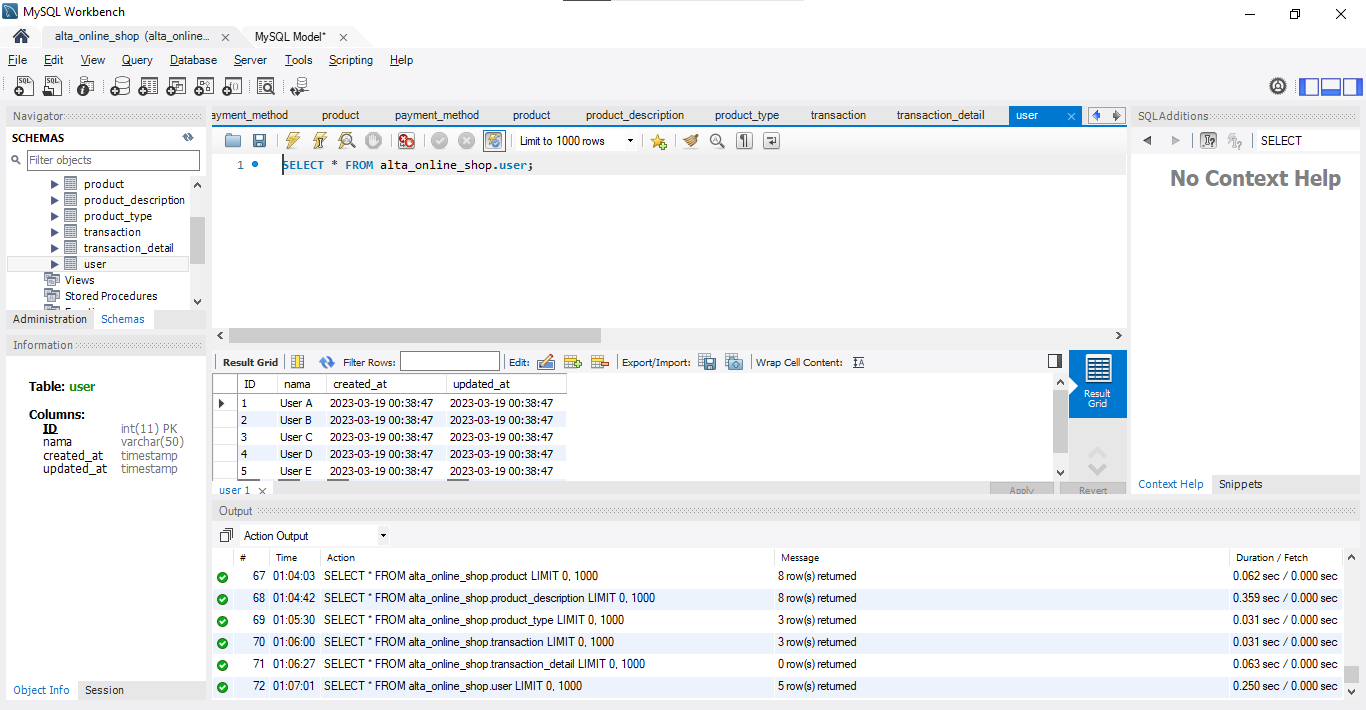 MySQL Workbench
alta_online_shop (alta_online...
MySQL Model*
File Edit View Query Database Server Tools Scripting Help
Navigator
SCHEMAS
Filter objects
product
product_description
product_type
transaction
transaction_detail
user
Views
Stored Procedures
Administration Schemas
Information
Table: user
Columns:
ID int(11) PK
nama varchar(50)
created_at timestamp
updated_at timestamp
Object Info Session
ayment_method product payment_method product product_description product_type transaction transaction_detail user
Limit to 1000 rows
1 SELECT * FROM alta_online_shop.user;
Result Grid Filter Rows: Edit: Export/Import: Wrap Cell Content:
ID nama created_at updated_at
1 User A 2023-03-19 00:38:47 2023-03-19 00:38:47
2 User B 2023-03-19 00:38:47 2023-03-19 00:38:47
3 User C 2023-03-19 00:38:47 2023-03-19 00:38:47
4 User D 2023-03-19 00:38:47 2023-03-19 00:38:47
5 User E 2023-03-19 00:38:47 2023-03-19 00:38:47
Result
Grid
user 1
Apply Revert
SQLAdditions
SELECT
No Context Help
Context Help Snippets
Output
Action Output
# Time Action Message Duration / Fetch
67 01:04:03 SELECT * FROM alta_online_shop.product LIMIT 0, 1000 8 row(s) returned 0.062 sec / 0.000 sec
68 01:04:42 SELECT * FROM alta_online_shop.product_description LIMIT 0, 1000 8 row(s) returned 0.359 sec / 0.000 sec
69 01:05:30 SELECT * FROM alta_online_shop.product_type LIMIT 0, 1000 3 row(s) returned 0.031 sec / 0.000 sec
70 01:06:00 SELECT * FROM alta_online_shop.transaction LIMIT 0, 1000 3 row(s) returned 0.031 sec / 0.000 sec
71 01:06:27 SELECT * FROM alta_online_shop.transaction_detail LIMIT 0, 1000 0 row(s) returned 0.063 sec / 0.000 sec
72 01:07:01 SELECT * FROM alta_online_shop.user LIMIT 0, 1000 5 row(s) returned 0.250 sec / 0.000 sec